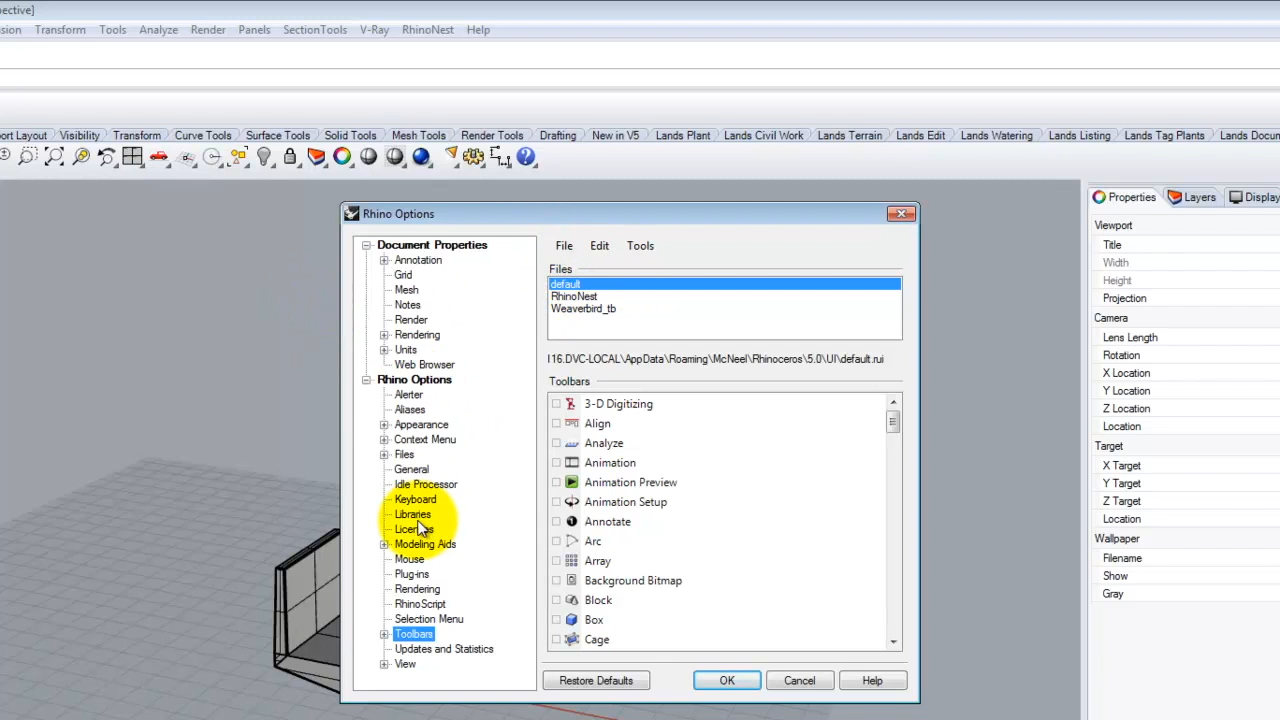 ective]
sion Transform Tools Analyze Render Panels SectionTools V-Ray RhinoNest Help
ort Layout Visibility Transform Curve Tools Surface Tools Solid Tools Mesh Tools Render Tools Drafting New in V5 Lands Plant Lands Civil Work Lands Terrain Lands Edit Lands Watering Lands Listing Lands Tag Plants Lands Docun
Rhino Options
Document Properties
Annotation
Grid
Mesh
Notes
Render
Rendering
Units
Web Browser
Rhino Options
Alerter
Aliases
Appearance
Context Menu
Files
General
Idle Processor
Keyboard
Libraries
Licenses
Modeling Aids
Mouse
Plug-ins
Rendering
RhinoScript
Selection Menu
Toolbars
Updates and Statistics
View
File Edit Tools
Files
default
RhinoNest
Weaverbird_tb
I16.DVC-LOCAL\AppData\Roaming\McNeel\Rhinoceros\5.0\UI\default.rui
Toolbars
3-D Digitizing
Align
Analyze
Animation
Animation Preview
Animation Setup
Annotate
Arc
Array
Background Bitmap
Block
Box
Cage
Restore Defaults OK Cancel Help
Properties Layers Display
Viewport
Title
Width
Height
Projection
Camera
Lens Length
Rotation
X Location
Y Location
Z Location
Location
Target
X Target
Y Target
Z Target
Location
Wallpaper
Filename
Show
Gray